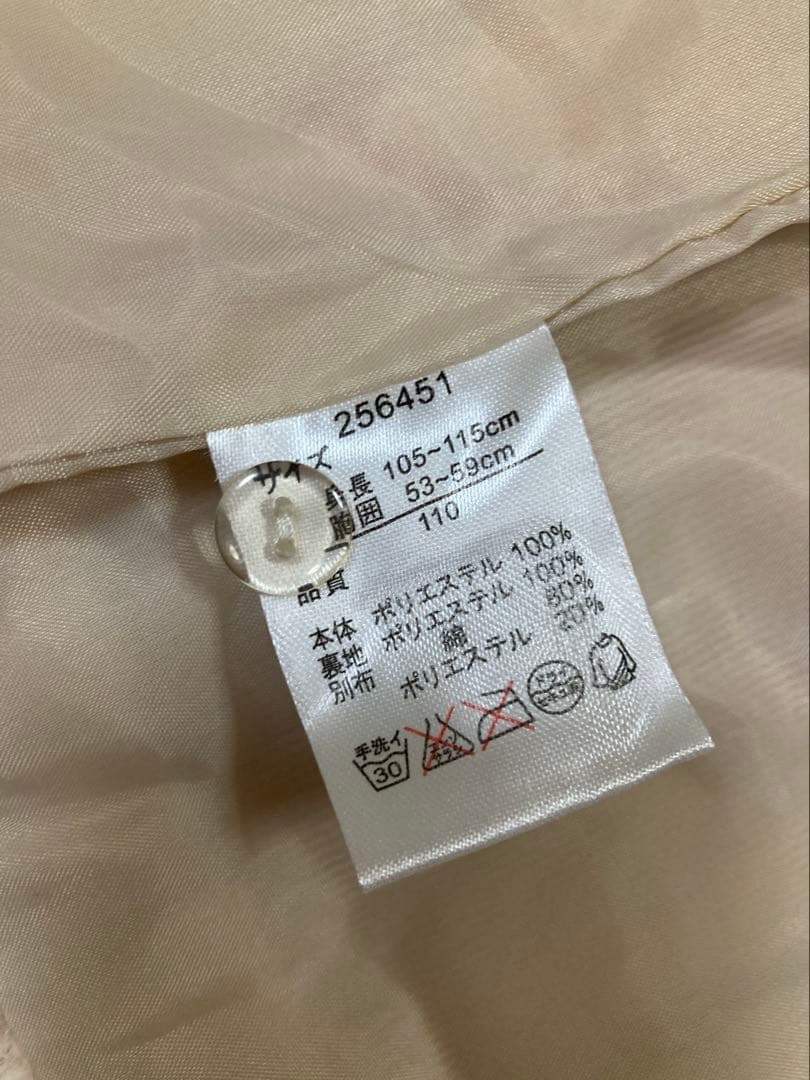 256451
サイズ
身長 105~115cm
胸囲 53~59cm
110
品質
本体 ポリエステル 100%
裏地 ポリエステル 100%
別布 綿 80%
ポリエステル 20%
手洗イ
30